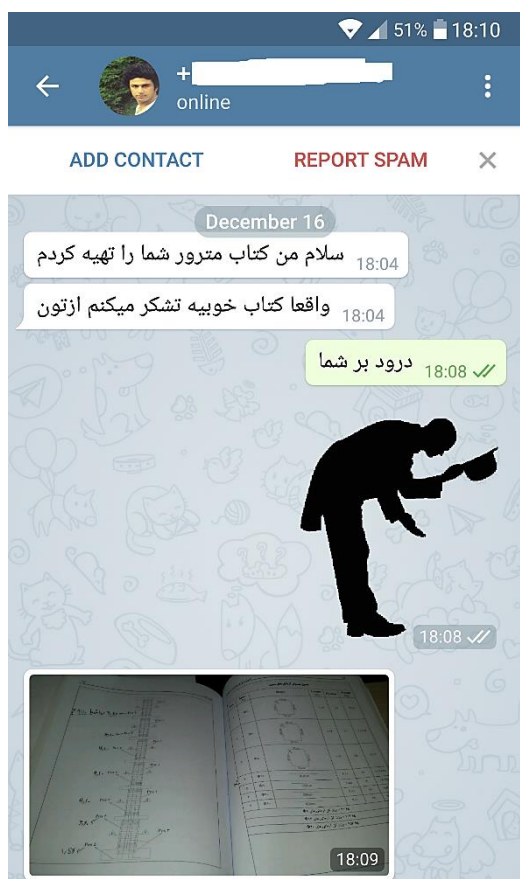 51% 18:10
+
online
ADD CONTACT REPORT SPAM
December 16
سلام من کتاب مترور شما را تهیه کردم 18:04
واقعا کتاب خوبیه تشکر میکنم ازتون 18:04
درود بر شما 18:08
18:08
18:09